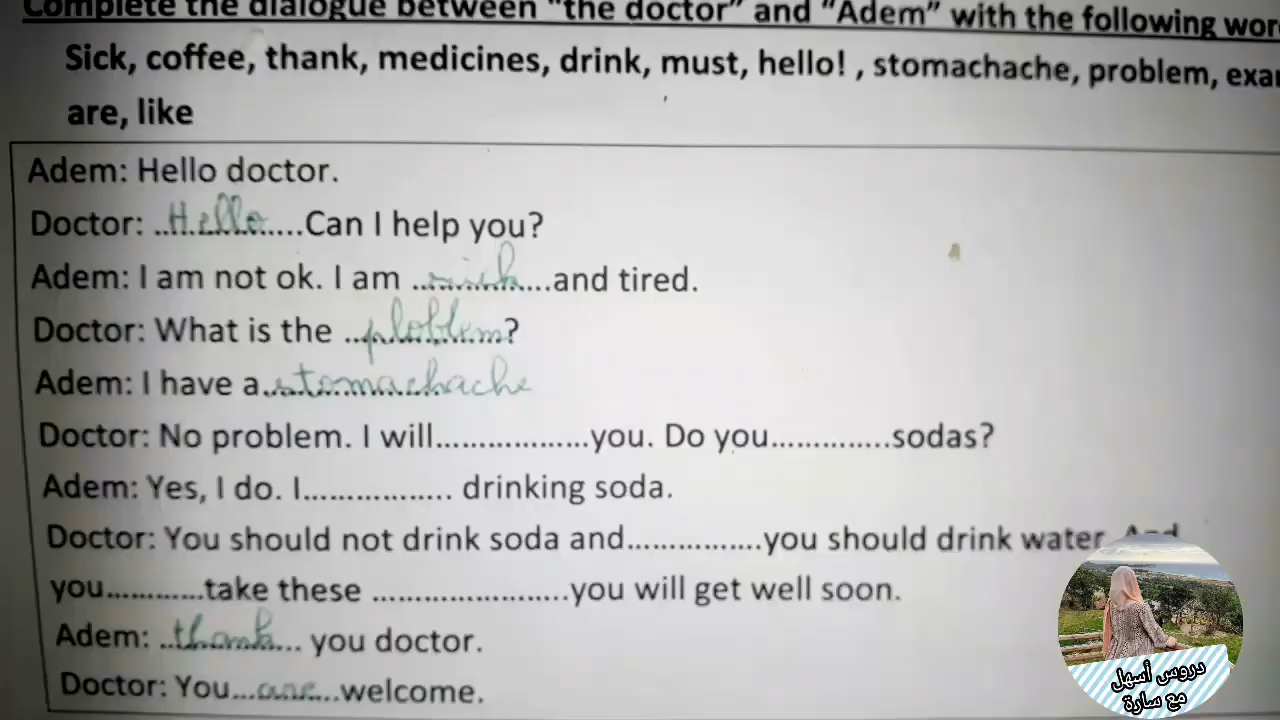 Complete the dialogue between "the doctor" and "Adem" with the following
Sick, coffee, thank, medicines, drink, must, hello! , stomachache, problem,
are, like
Adem: Hello doctor.
Doctor: ..Hello....Can I help you?
Adem: I am not ok. I am ...sick...and tired.
Doctor: What is the ...ploblem?
Adem: I have a..stomachache
Doctor: No problem. I will..................you. Do you..............sodas?
Adem: Yes, I do. I................. drinking soda.
Doctor: You should not drink soda and................you should drink water. And
you............take these .......................you will get well soon.
Adem: ..thank... you doctor.
Doctor: You...are...welcome.
دروس أسهل
مع سارة